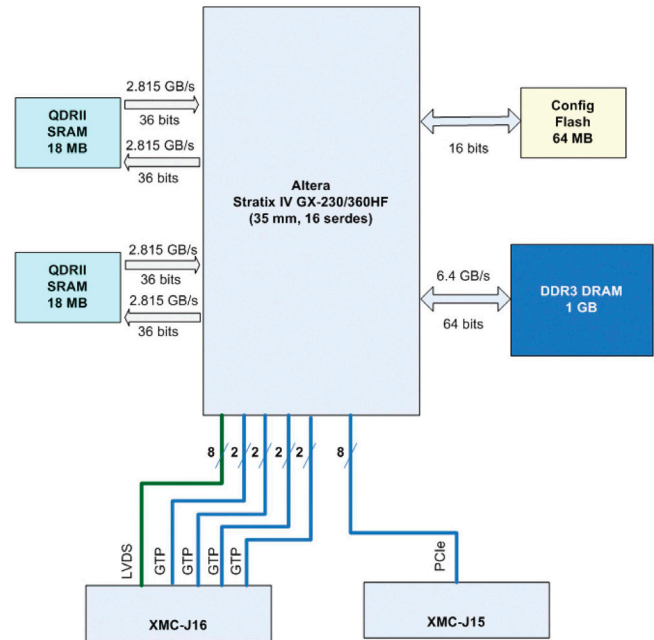 2.815 GB/s
36 bits
QDRII
SRAM
18 MB
2.815 GB/s
36 bits
Altera
Stratix IV GX-230/360HF
(35 mm, 16 serdes)
Config
Flash
64 MB
16 bits
2.815 GB/s
36 bits
QDRII
SRAM
18 MB
2.815 GB/s
36 bits
6.4 GB/s
64 bits
DDR3 DRAM
1 GB
8 2 2 2 2 8
LVDS
GTP
GTP
GTP
GTP
PCIe
XMC-J16
XMC-J15